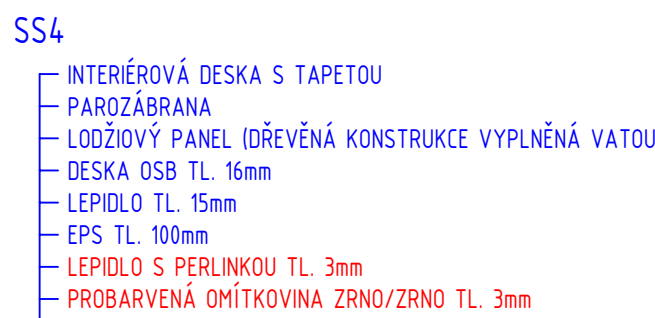 SS4
INTERIÉROVÁ DESKA S TAPETOU
PAROZÁBRANA
LODŽIOVÝ PANEL (DŘEVĚNÁ KONSTRUKCE VYPLNĚNÁ VATOU
DESKA OSB TL. 16mm
LEPIDLO TL. 15mm
EPS TL. 100mm
LEPIDLO S PERLINKOU TL. 3mm
PROBARVENÁ OMÍTKOVINA ZRNO/ZRNO TL. 3mm